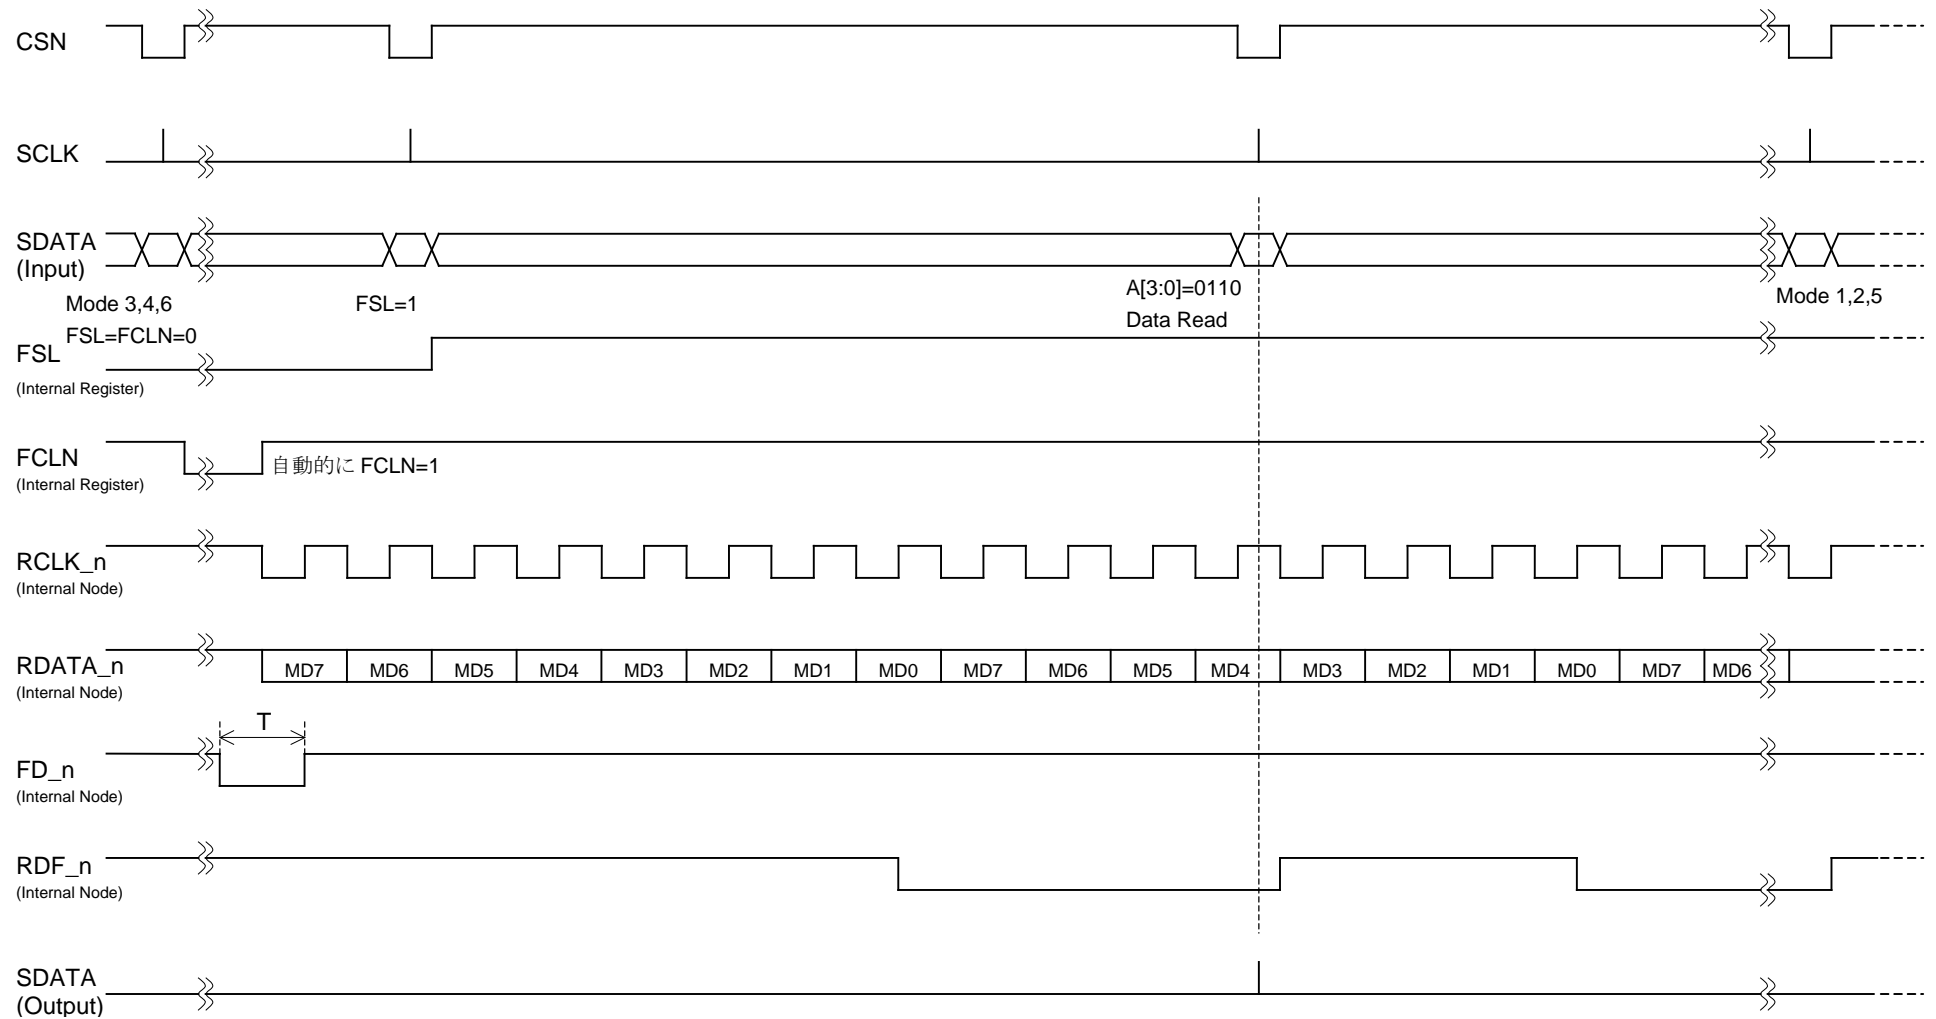 CSN
SCLK
SDATA
(Input)
Mode 3,4,6
FSL=FCLN=0
FSL=1
A[3:0]=0110
Data Read
Mode 1,2,5
FSL
(Internal Register)
FCLN
(Internal Register)
自動的に FCLN=1
RCLK_n
(Internal Node)
RDATA_n
(Internal Node)
MD7 MD6 MD5 MD4 MD3 MD2 MD1 MD0 MD7 MD6 MD5 MD4 MD3 MD2 MD1 MD0 MD7 MD6
T
FD_n
(Internal Node)
RDF_n
(Internal Node)
SDATA
(Output)